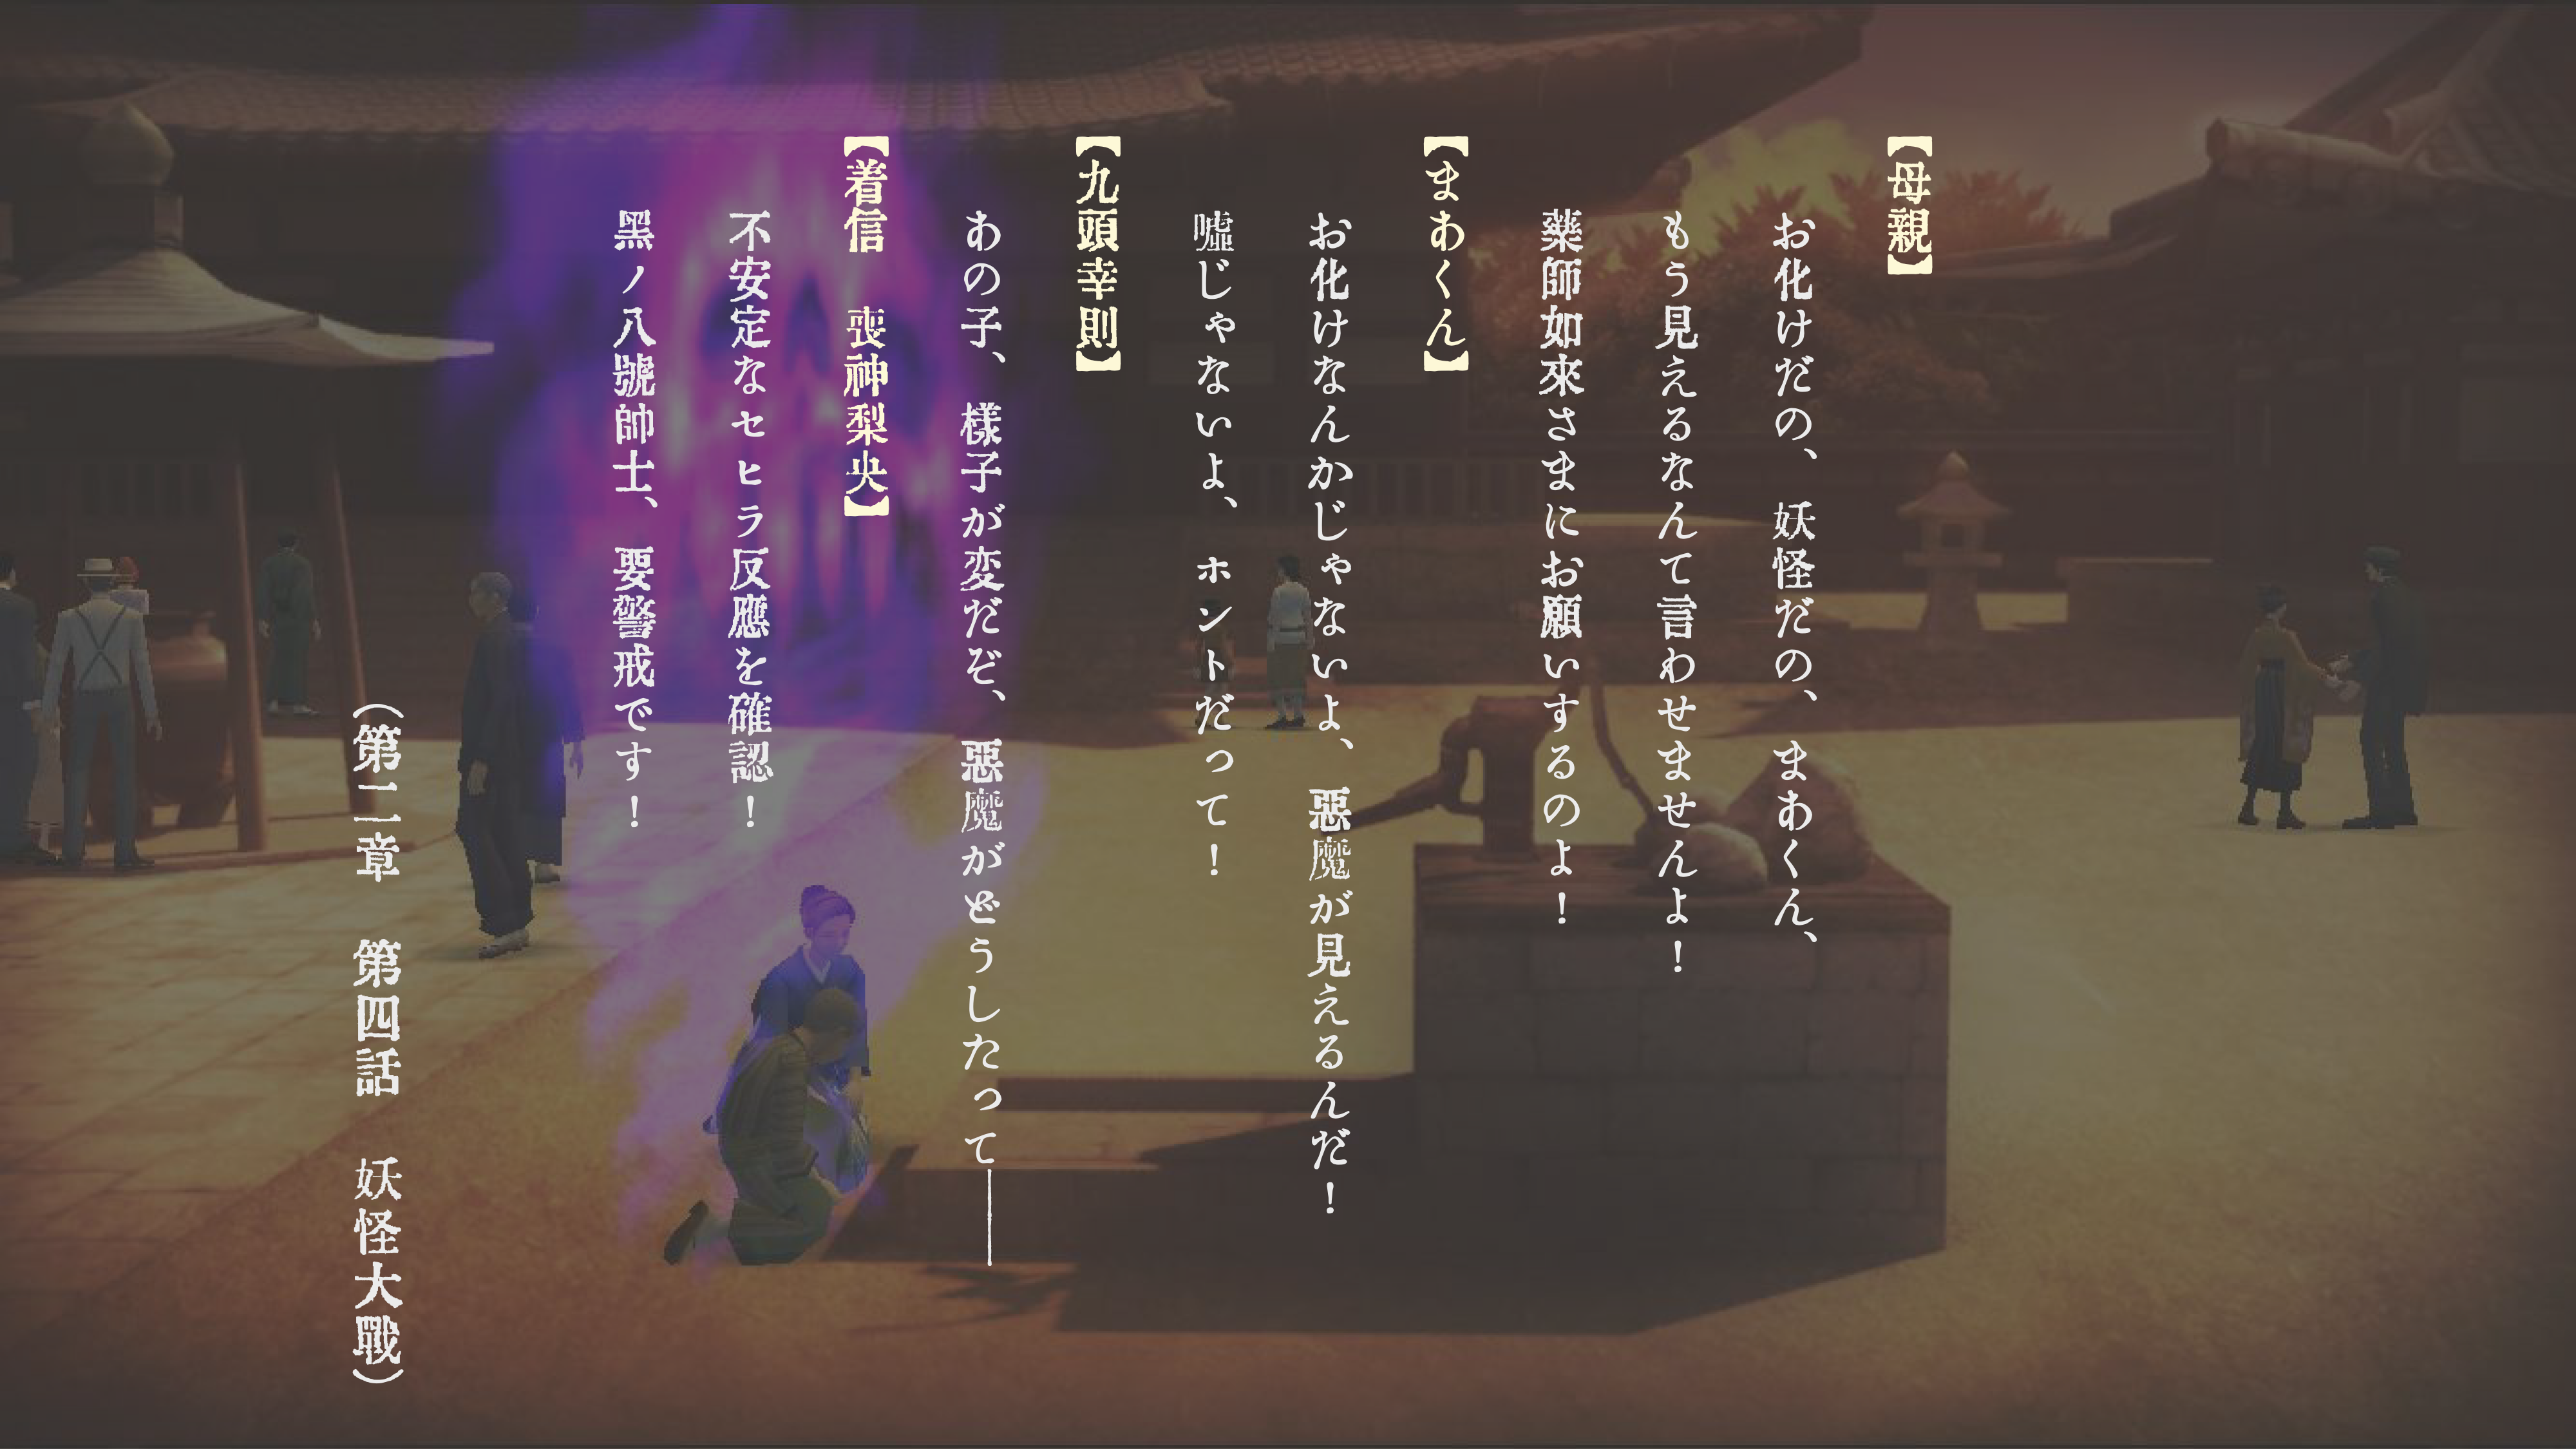 【母親】
お化けだの、妖怪だの、まあくん、
もう見えるなんて言わせませんよ！
藥師如來さまにお願いするのよ！
【まあくん】
お化けなんかじゃないよ、惡魔が見えるんだ！
嘘じゃないよ、ホントだって！
【九頭幸則】
あの子、樣子が変だぞ、惡魔がどうしたって――
【着信　喪神梨央】
不安定なセヒラ反應を確認！
黑ノ八號帥士、要警戒です！
（第二章　第四話　妖怪大戰）